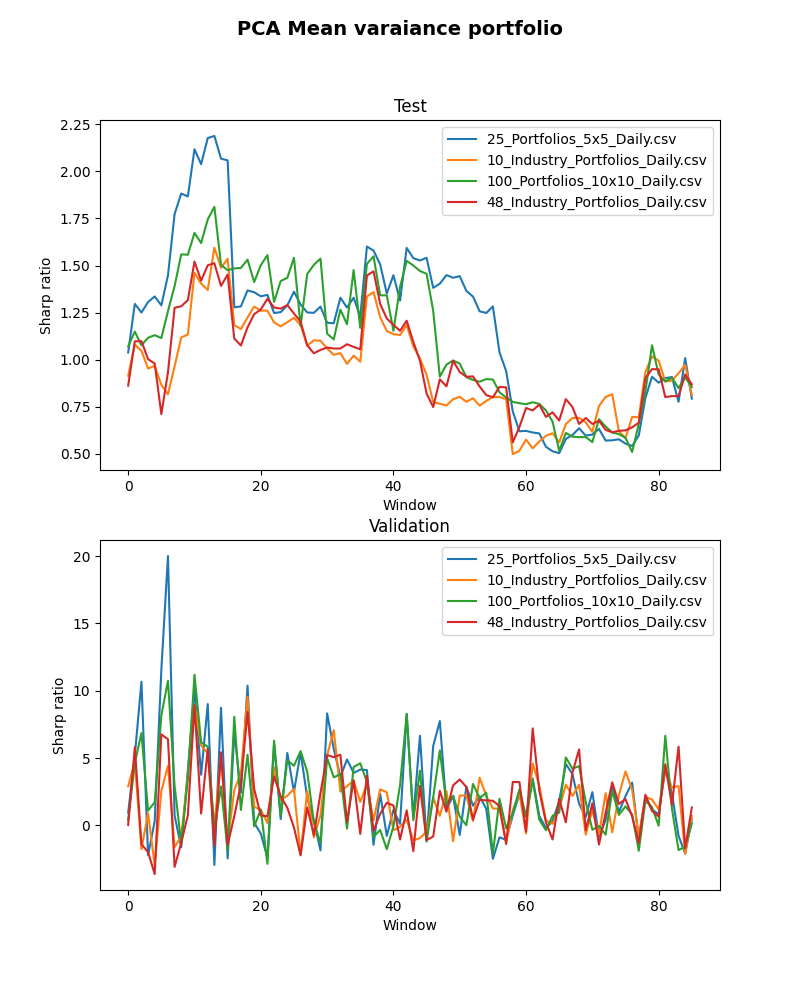 PCA Mean varaiance portfolio
Test
2.25
2.00
1.75
1.50
1.25
1.00
0.75
0.50
Sharp ratio
25_Portfolios_5x5_Daily.csv
10_Industry_Portfolios_Daily.csv
100_Portfolios_10x10_Daily.csv
48_Industry_Portfolios_Daily.csv
0 20 40 60 80
Window
Validation
20
15
10
5
0
Sharp ratio
25_Portfolios_5x5_Daily.csv
10_Industry_Portfolios_Daily.csv
100_Portfolios_10x10_Daily.csv
48_Industry_Portfolios_Daily.csv
0 20 40 60 80
Window